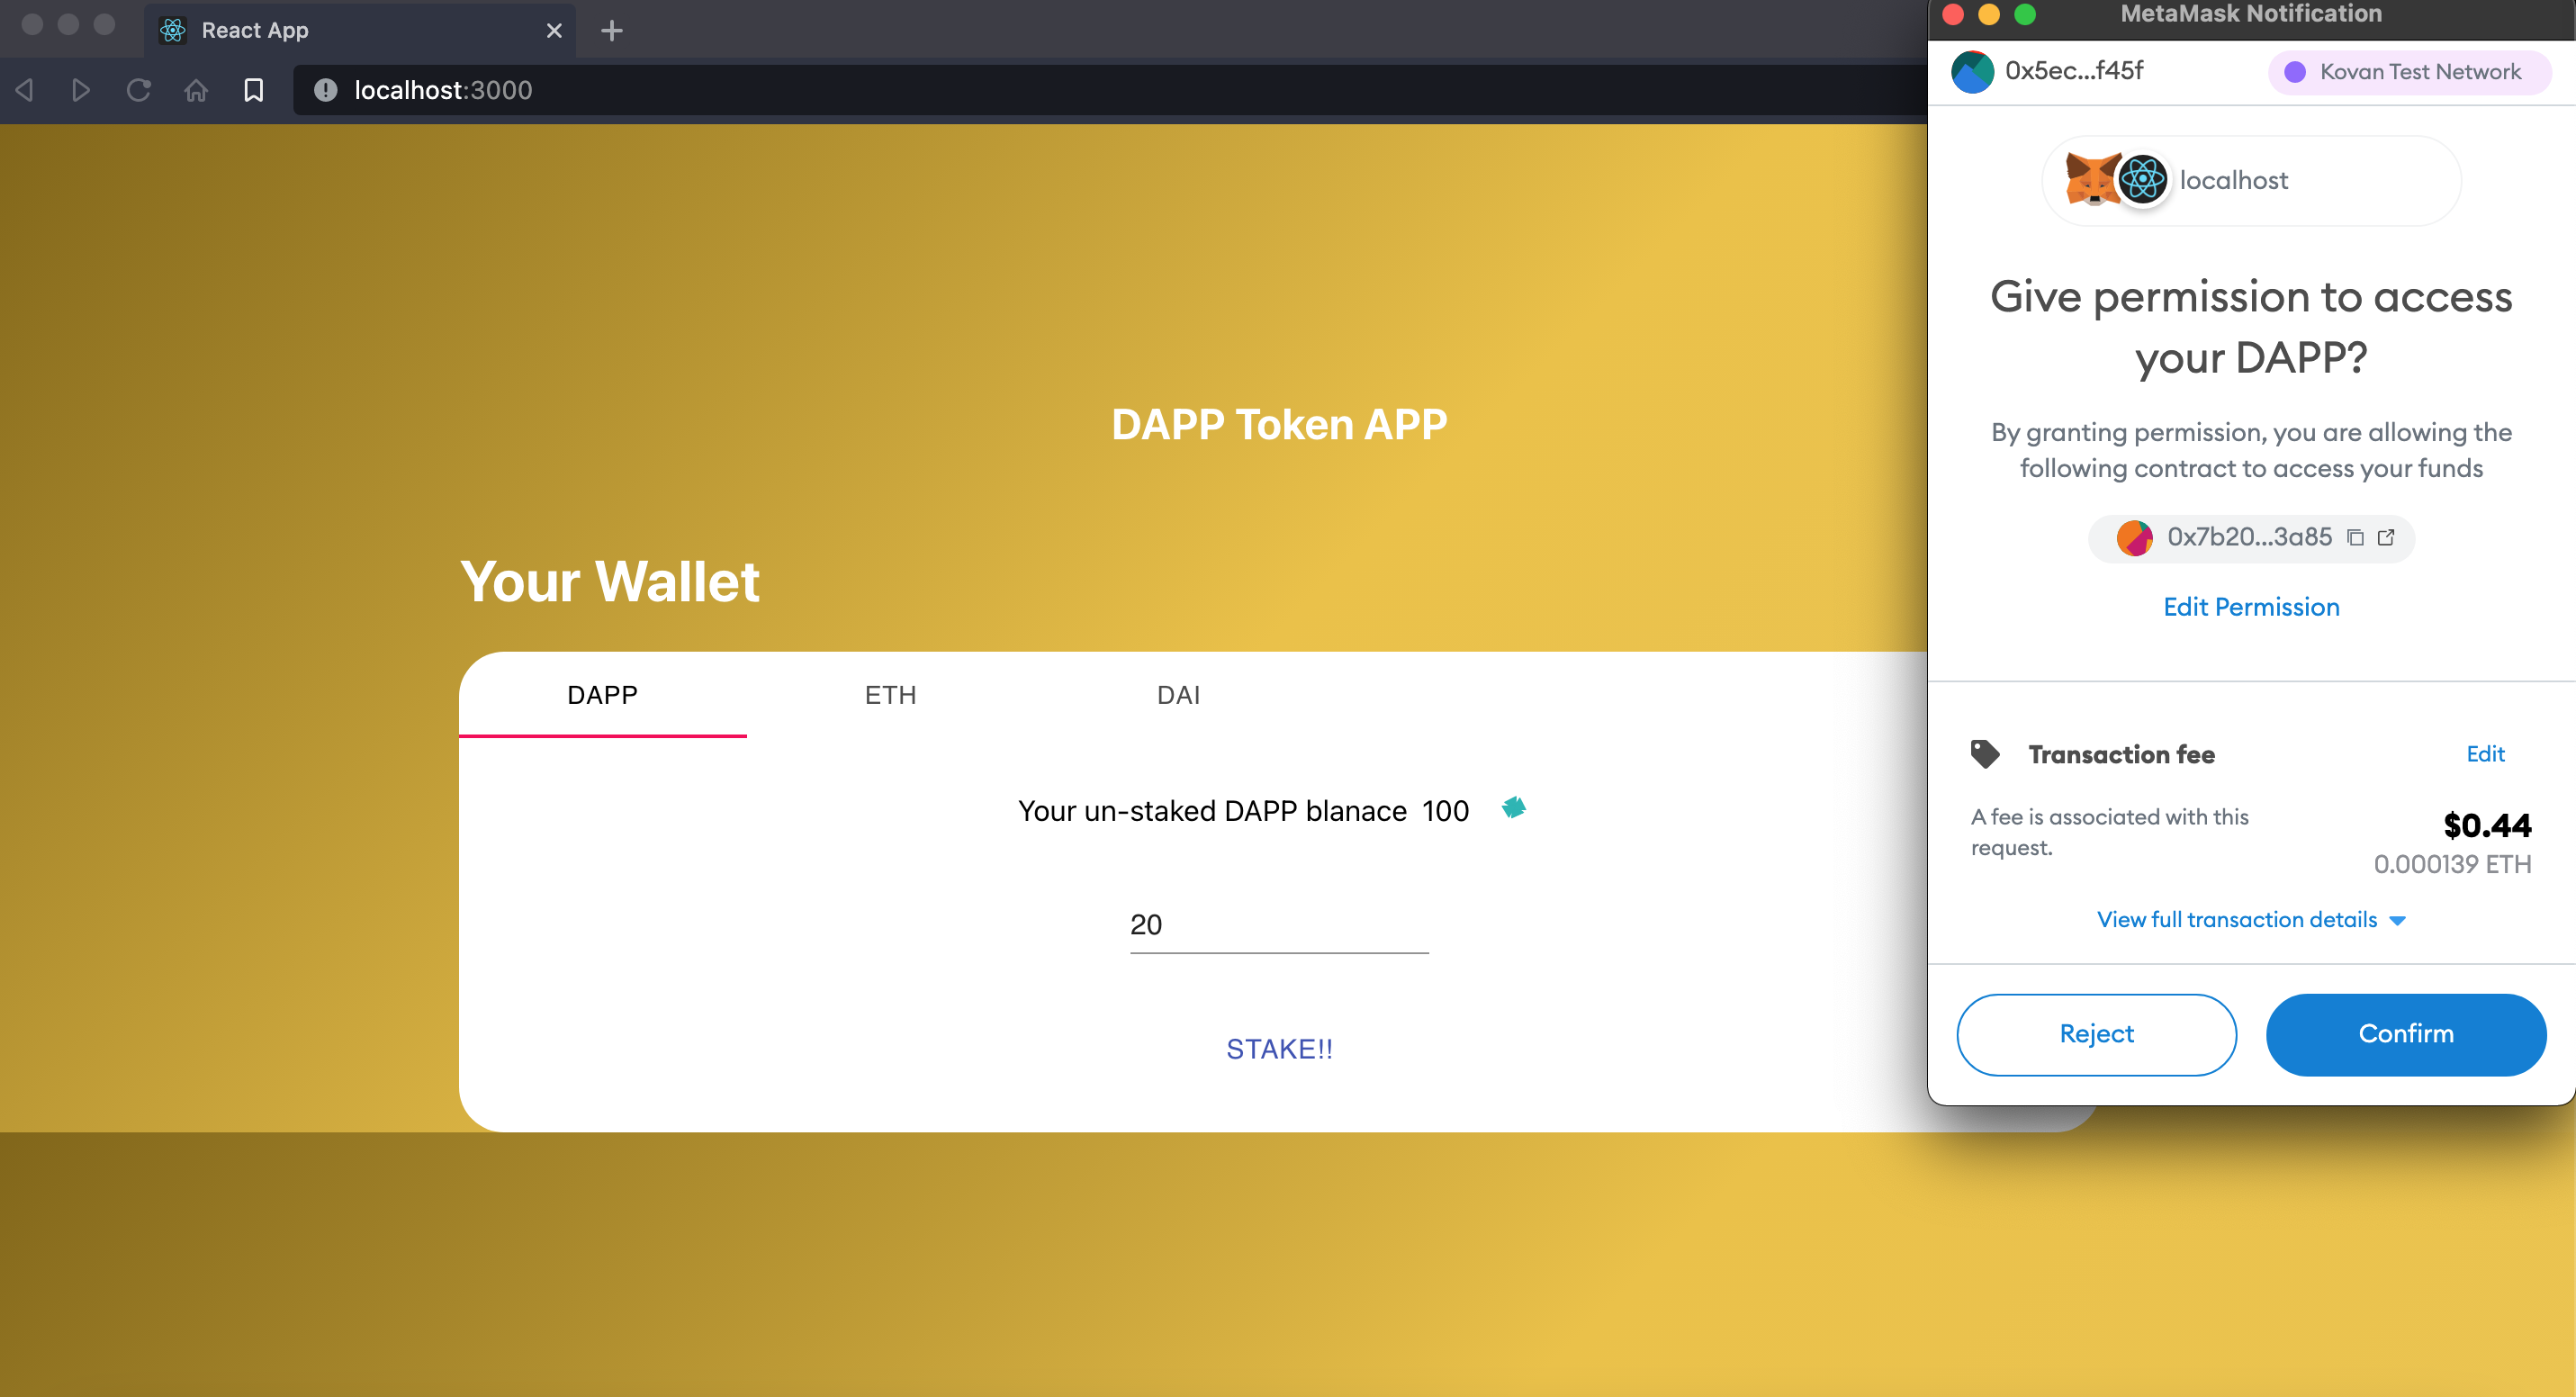 React App
localhost:3000
DAPP Token APP
Your Wallet
DAPP
ETH
DAI
Your un-staked DAPP blanace 100
20
STAKE!!
MetaMask Notification
0x5ec...f45f
Kovan Test Network
localhost
Give permission to access
your DAPP?
By granting permission, you are allowing the
following contract to access your funds
0x7b20...3a85
Edit Permission
Transaction fee
Edit
A fee is associated with this
request.
$0.44
0.000139 ETH
View full transaction details
Reject
Confirm